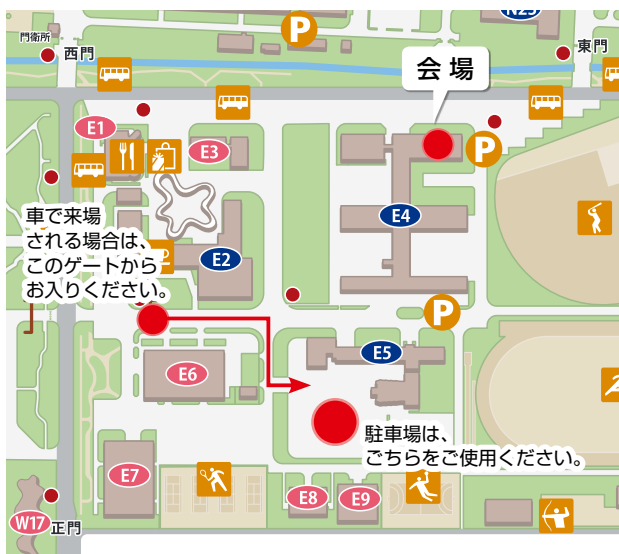 N25
P
門衛所
西門
東門
会場
E1
E3
P
E4
車で来場
される場合は、
このゲートから
お入りください。
E2
P
E5
E6
駐車場は、
こちらをご使用ください。
E7
E8
E9
W17
正門